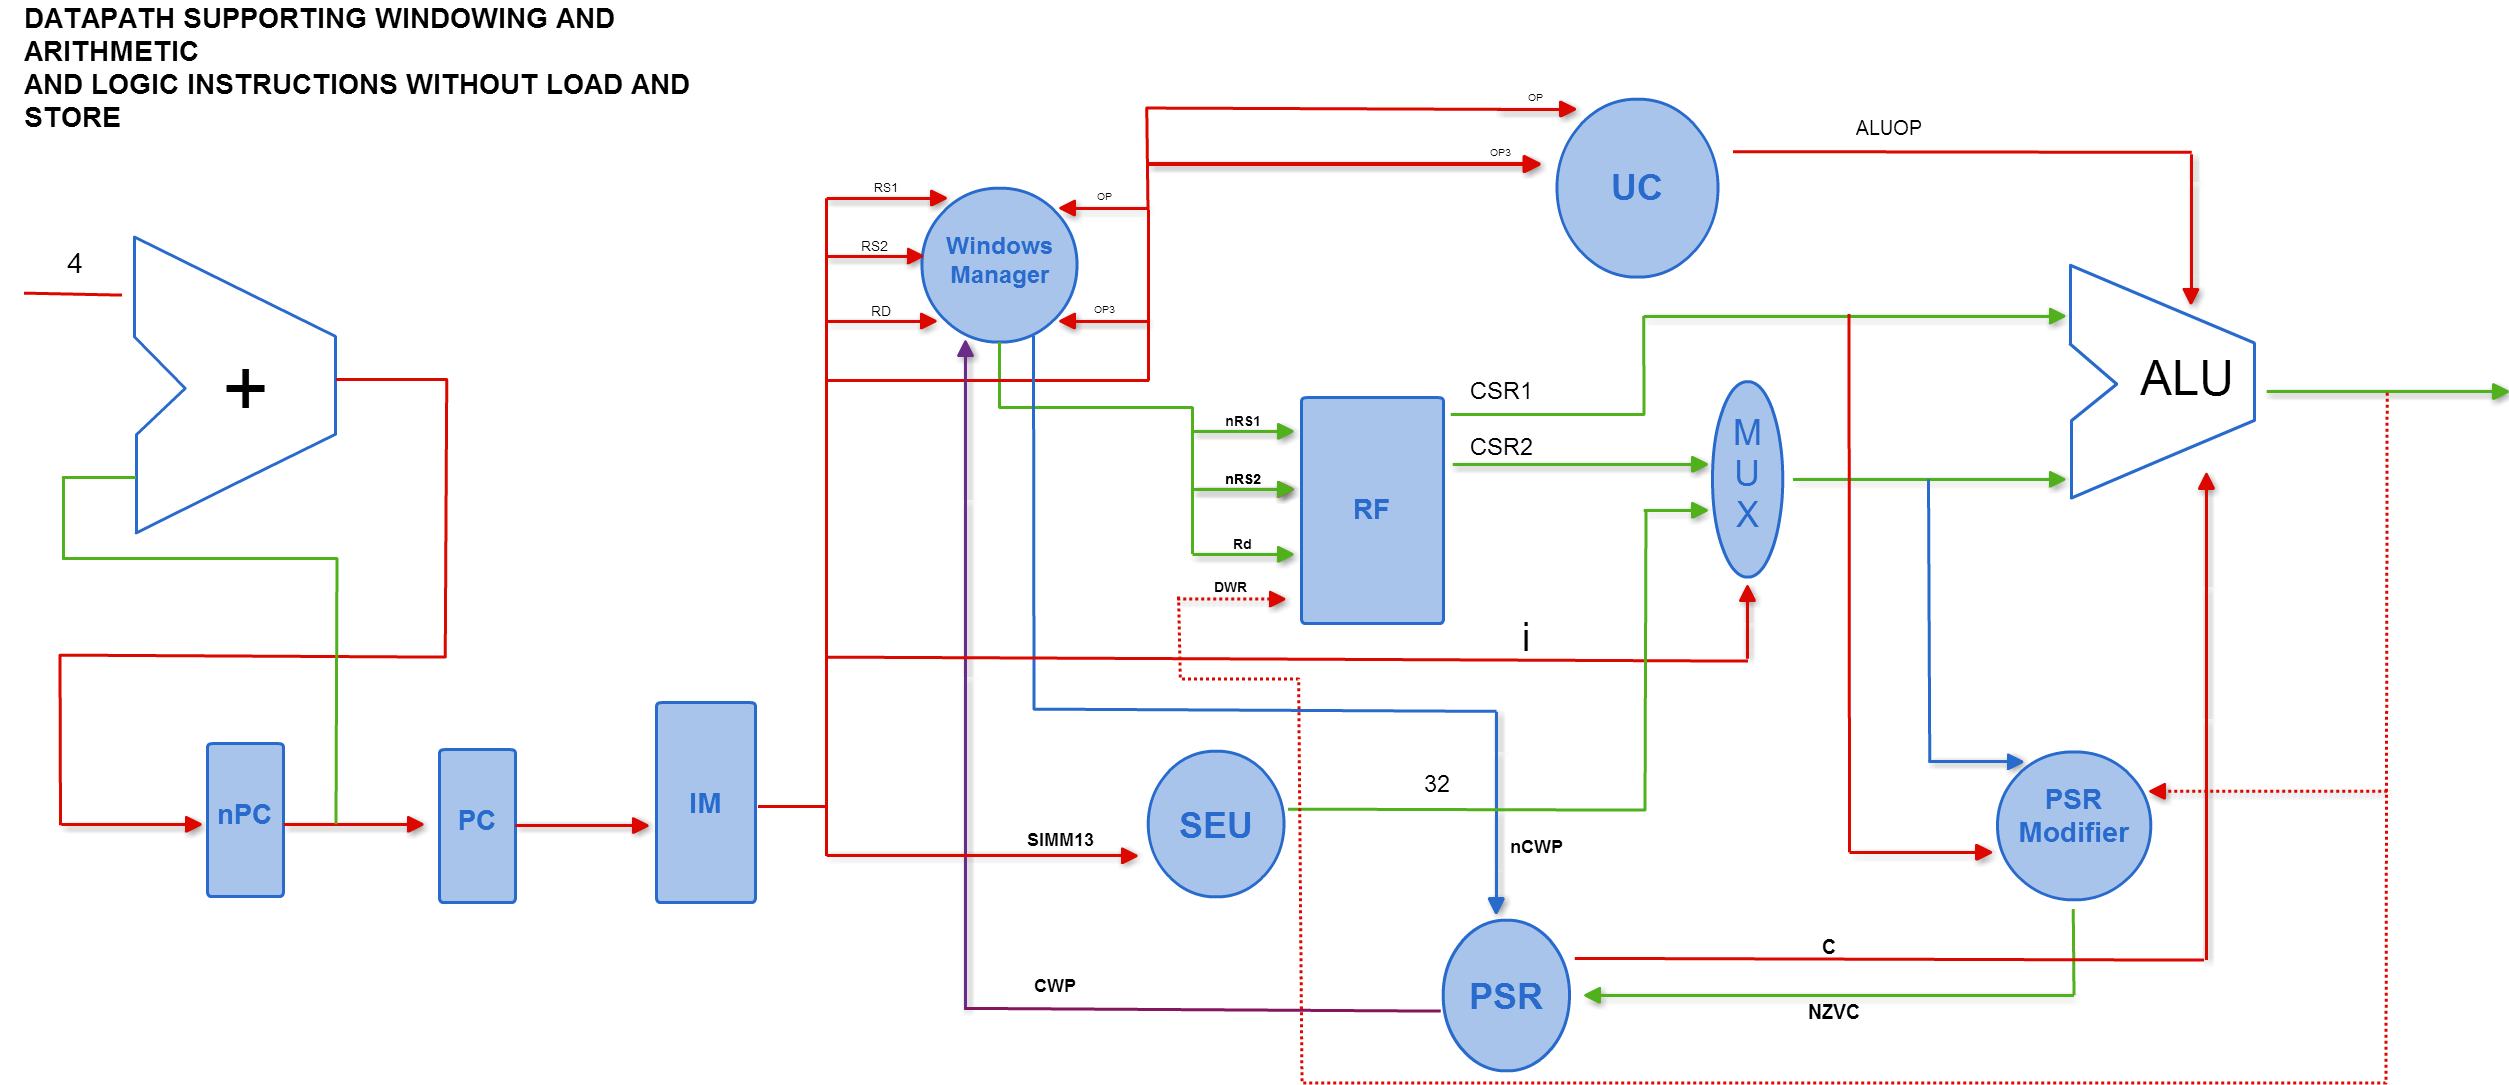 DATAPATH SUPPORTING WINDOWING AND
ARITHMETIC
AND LOGIC INSTRUCTIONS WITHOUT LOAD AND
STORE
OP
OP3
UC
ALUOP
RS1
RS2
RD
Windows
Manager
OP
OP3
4
+
ALU
CSR1
CSR2
nRS1
nRS2
Rd
DWR
RF
M
U
X
i
nPC
PC
IM
SIMM13
SEU
32
nCWP
PSR
Modifier
CWP
PSR
C
NZVC